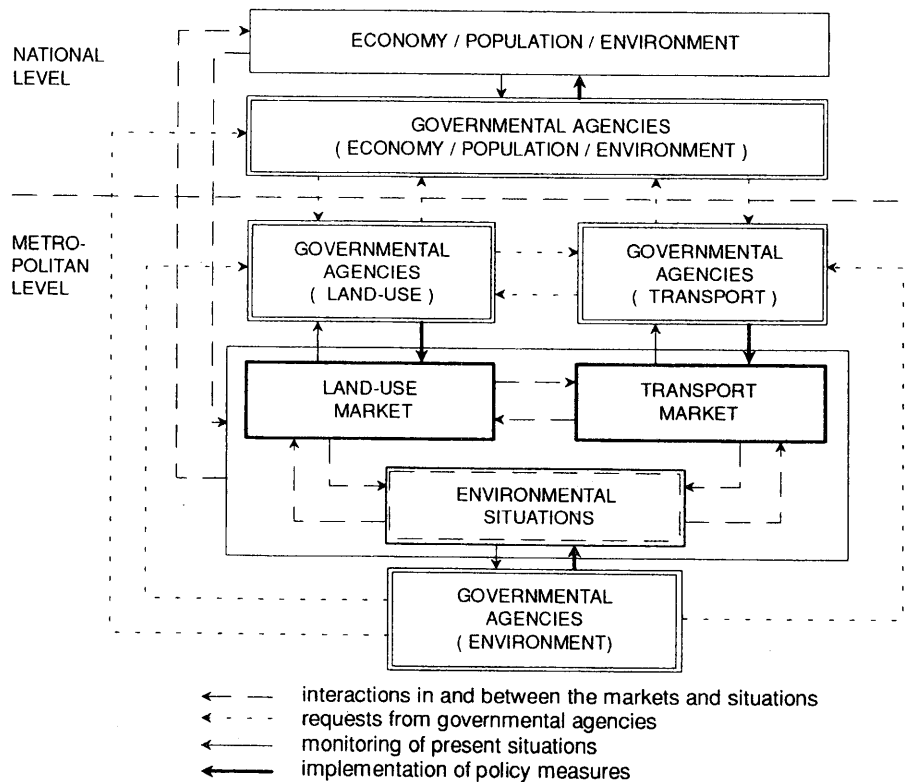 NATIONAL
LEVEL
ECONOMY / POPULATION / ENVIRONMENT
GOVERNMENTAL AGENCIES
( ECONOMY / POPULATION / ENVIRONMENT )
METRO-
POLITAN
LEVEL
GOVERNMENTAL
AGENCIES
( LAND-USE )
GOVERNMENTAL
AGENCIES
( TRANSPORT )
LAND-USE
MARKET
TRANSPORT
MARKET
ENVIRONMENTAL
SITUATIONS
GOVERNMENTAL
AGENCIES
( ENVIRONMENT)
interactions in and between the markets and situations
requests from governmental agencies
monitoring of present situations
implementation of policy measures